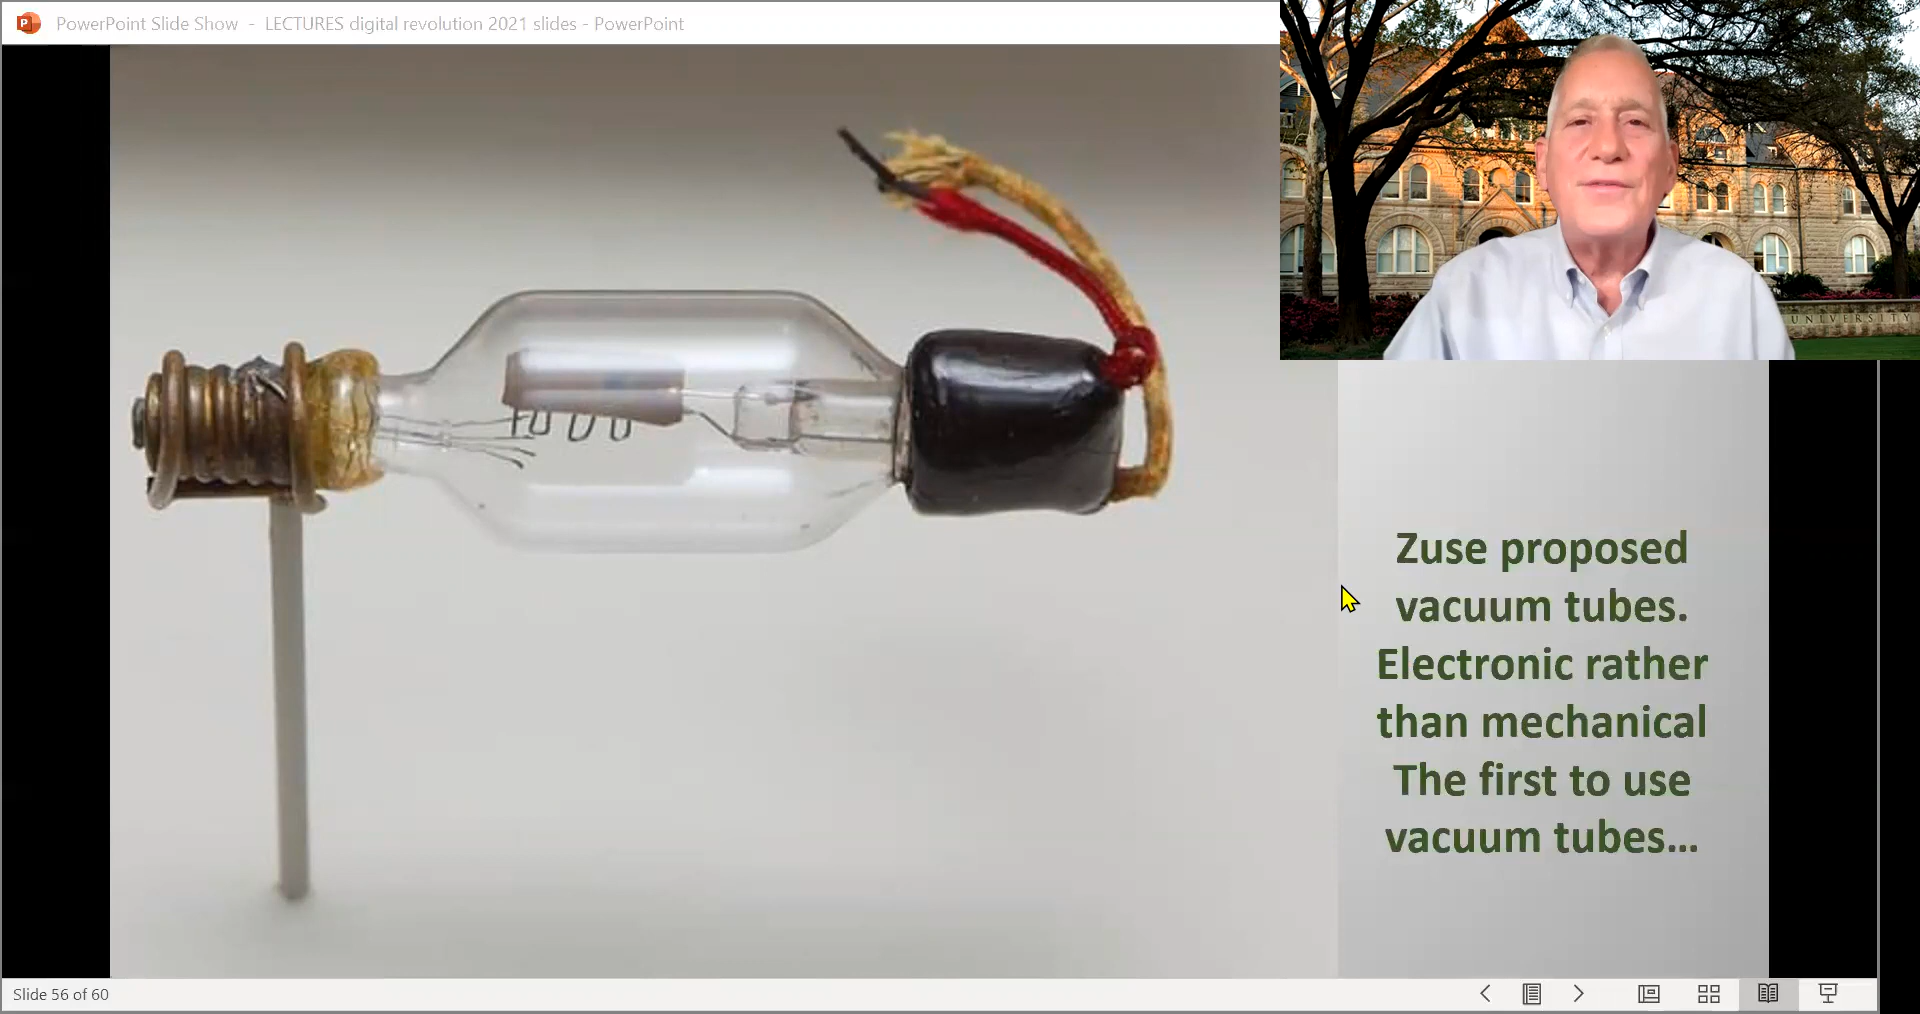 PowerPoint Slide Show - LECTURES digital revolution 2021 slides - PowerPoint
UNIVERSITY
Zuse proposed
vacuum tubes.
Electronic rather
than mechanical
The first to use
vacuum tubes...
Slide 56 of 60